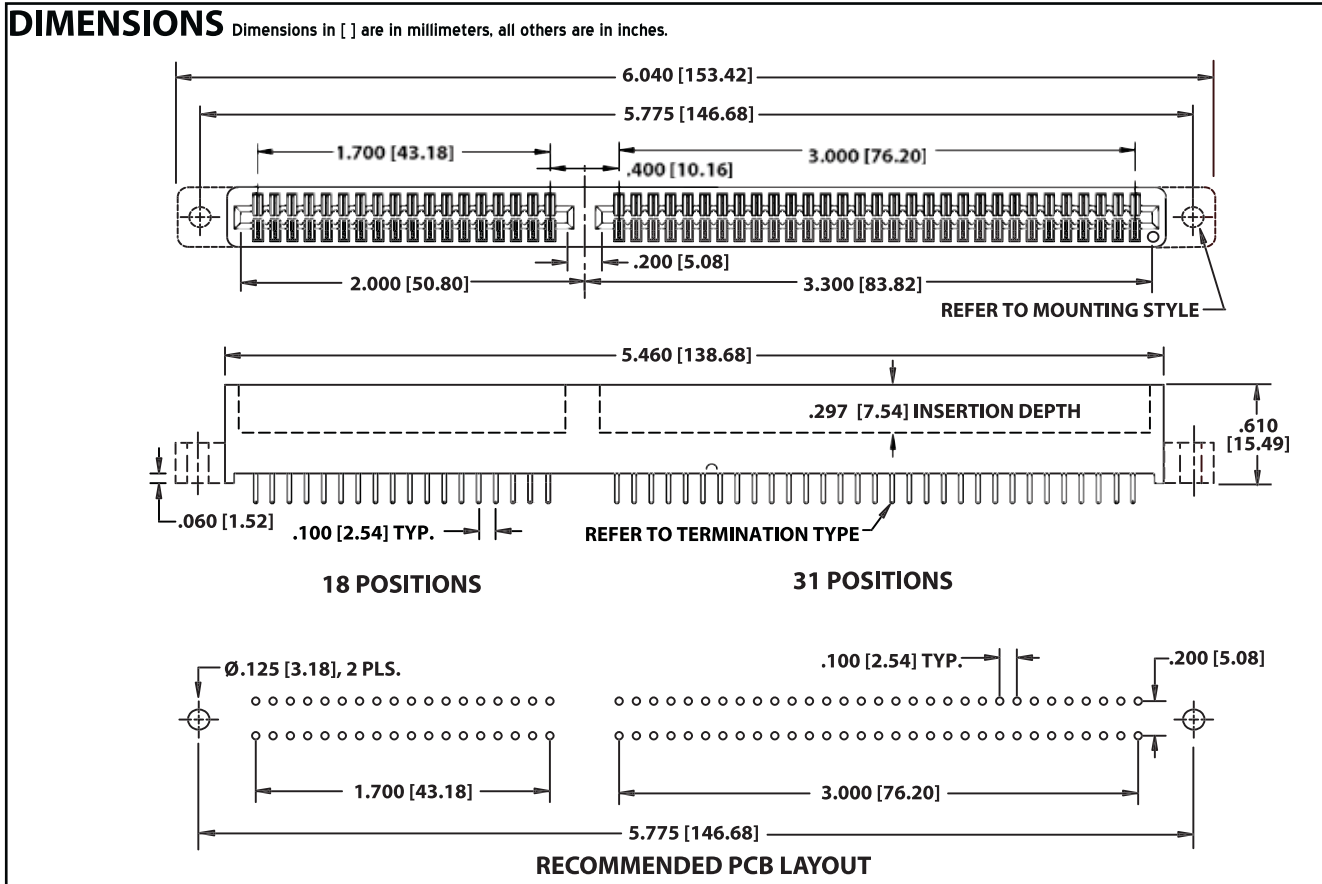 DIMENSIONS Dimensions in [ ] are in millimeters, all others are in inches.
6.040 [153.42]
5.775 [146.68]
1.700 [43.18]
3.000 [76.20]
.400 [10.16]
.200 [5.08]
2.000 [50.80]
3.300 [83.82]
REFER TO MOUNTING STYLE
5.460 [138.68]
.297 [7.54] INSERTION DEPTH
.610
[15.49]
.060 [1.52]
.100 [2.54] TYP.
REFER TO TERMINATION TYPE
18 POSITIONS
31 POSITIONS
Ø.125 [3.18], 2 PLS.
.100 [2.54] TYP.
.200 [5.08]
1.700 [43.18]
3.000 [76.20]
5.775 [146.68]
RECOMMENDED PCB LAYOUT